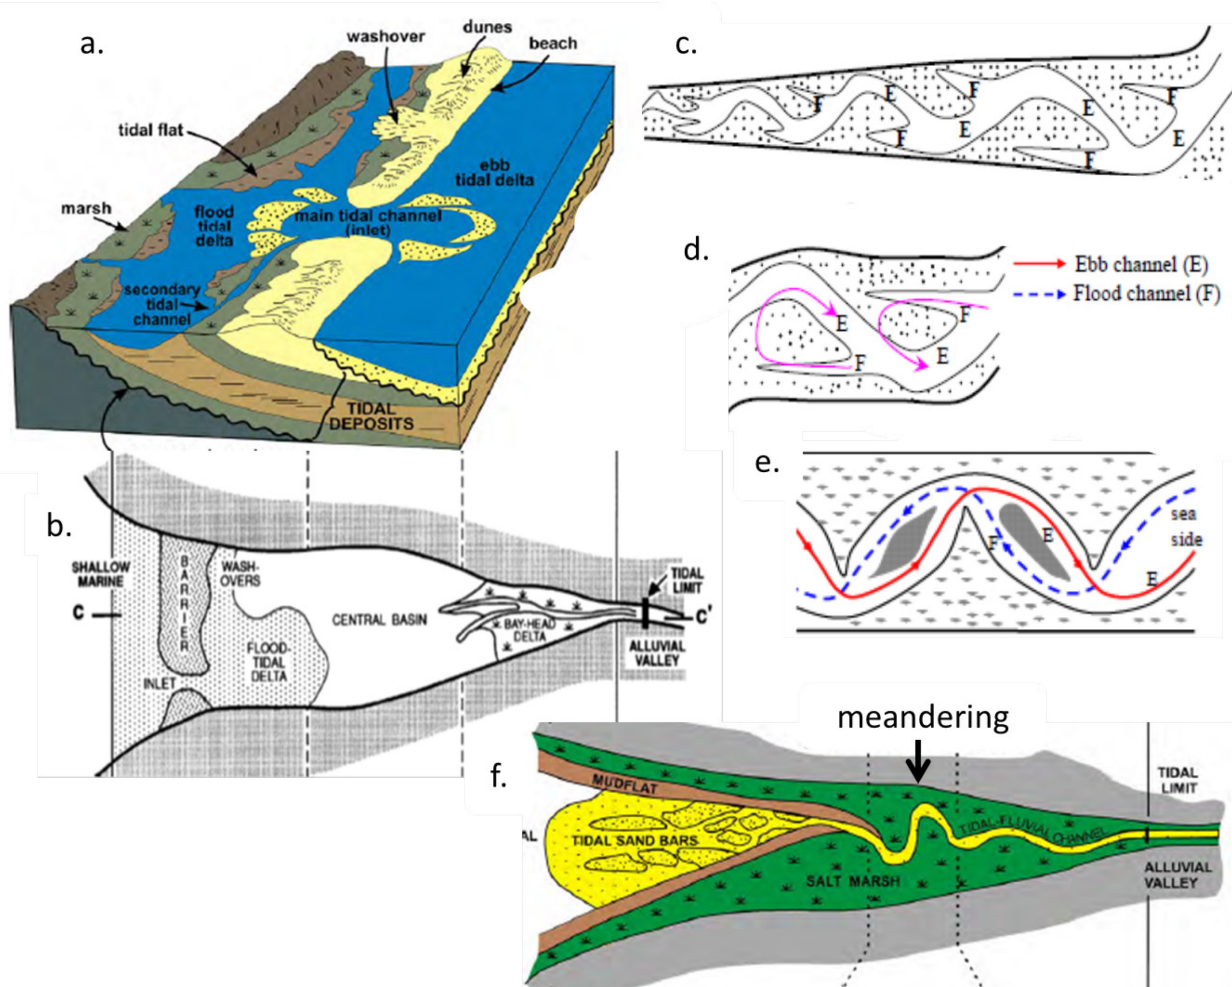 a.
washover
dunes
beach
tidal flat
ebb
tidal delta
marsh
flood
tidal
delta
main tidal channel
(inlet)
secondary
tidal
channel
TIDAL
DEPOSITS
b.
SHALLOW
MARINE
C
BARRIER
WASH-
OVERS
INLET
FLOOD-
TIDAL
DELTA
CENTRAL BASIN
BAY-HEAD
DELTA
TIDAL
LIMIT
C'
ALLUVIAL
VALLEY
c.
F
E
F
F
E
E
F
F
E
d.
E
F
F
E
Ebb channel (E)
Flood channel (F)
e.
F
E
sea
side
E
meandering
f.
AL
MUDFLAT
TIDAL SAND BARS
SALT MARSH
TIDAL-FLUVIAL CHANNEL
TIDAL
LIMIT
ALLUVIAL
VALLEY